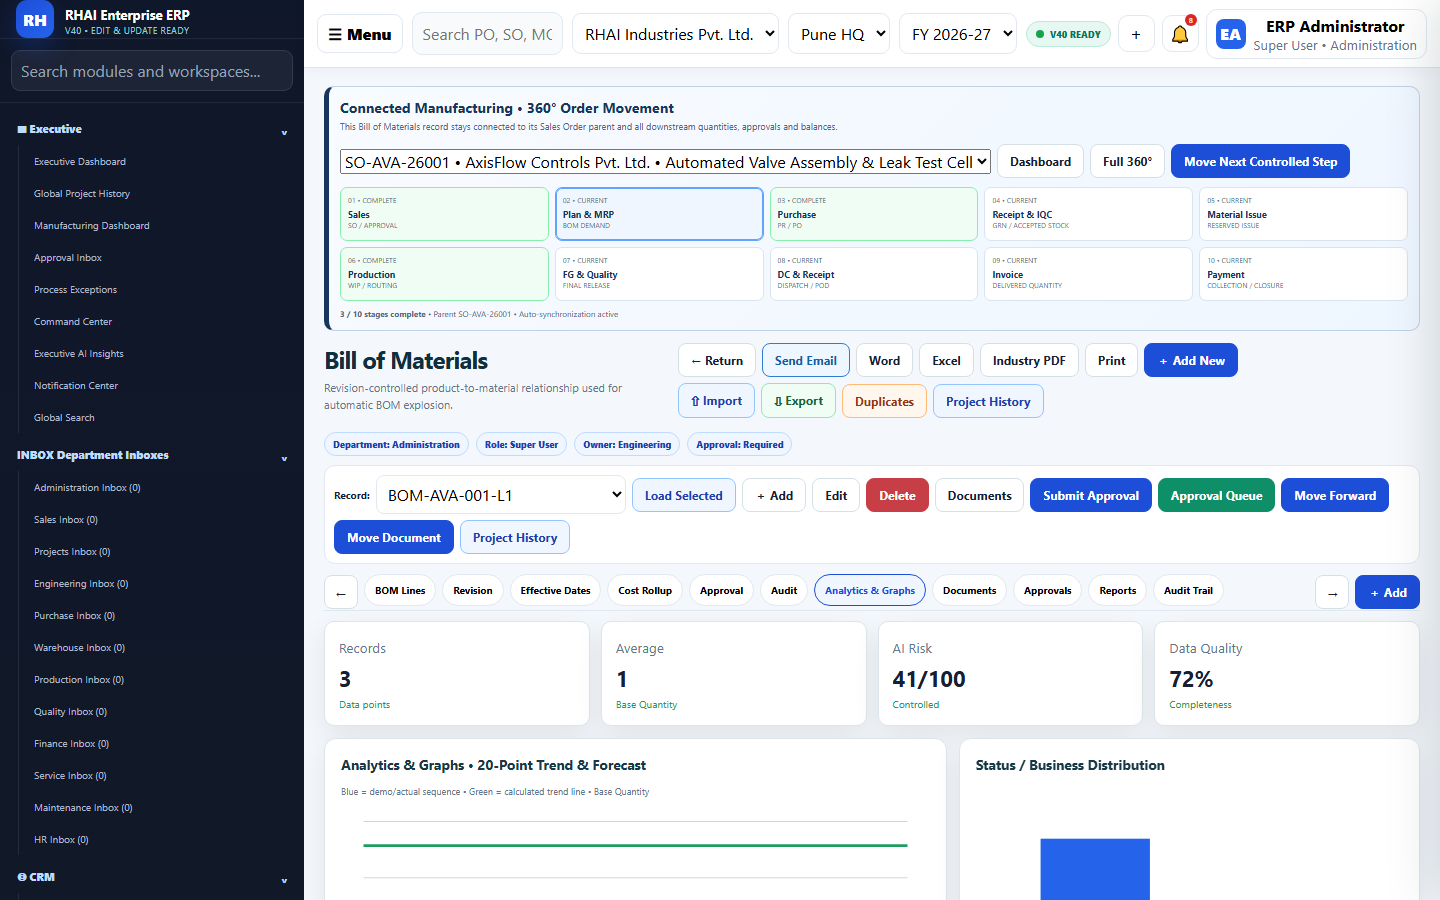 RH
RHAI Enterprise ERP
V40 • EDIT & UPDATE READY
Search modules and workspaces...
Executive
Executive Dashboard
Global Project History
Manufacturing Dashboard
Approval Inbox
Process Exceptions
Command Center
Executive AI Insights
Notification Center
Global Search
INBOX Department Inboxes
Administration Inbox (0)
Sales Inbox (0)
Projects Inbox (0)
Engineering Inbox (0)
Purchase Inbox (0)
Warehouse Inbox (0)
Production Inbox (0)
Quality Inbox (0)
Finance Inbox (0)
Service Inbox (0)
Maintenance Inbox (0)
HR Inbox (0)
CRM
☰ Menu
Search PO, SO, MO
RHAI Industries Pvt. Ltd.
Pune HQ
FY 2026-27
V40 READY
+
8
EA
ERP Administrator
Super User • Administration
Connected Manufacturing • 360° Order Movement
This Bill of Materials record stays connected to its Sales Order parent and all downstream quantities, approvals and balances.
SO-AVA-26001 • AxisFlow Controls Pvt. Ltd. • Automated Valve Assembly & Leak Test Cell
Dashboard
Full 360°
Move Next Controlled Step
01 • COMPLETE
Sales
SO / APPROVAL
02 • CURRENT
Plan & MRP
BOM DEMAND
03 • COMPLETE
Purchase
PR / PO
04 • CURRENT
Receipt & IQC
GRN / ACCEPTED STOCK
05 • CURRENT
Material Issue
RESERVED ISSUE
06 • COMPLETE
Production
WIP / ROUTING
07 • CURRENT
FG & Quality
FINAL RELEASE
08 • CURRENT
DC & Receipt
DISPATCH / POD
09 • CURRENT
Invoice
DELIVERED QUANTITY
10 • CURRENT
Payment
COLLECTION / CLOSURE
3 / 10 stages complete • Parent SO-AVA-26001 • Auto-synchronization active
Bill of Materials
Revision-controlled product-to-material relationship used for
automatic BOM explosion.
← Return
Send Email
Word
Excel
Industry PDF
Print
+ Add New
⇧ Import
⇩ Export
Duplicates
Project History
Department: Administration
Role: Super User
Owner: Engineering
Approval: Required
Record:
BOM-AVA-001-L1
Load Selected
+ Add
Edit
Delete
Documents
Submit Approval
Approval Queue
Move Forward
Move Document
Project History
←
BOM Lines
Revision
Effective Dates
Cost Rollup
Approval
Audit
Analytics & Graphs
Documents
Approvals
Reports
Audit Trail
→
+ Add
Records
3
Data points
Average
1
Base Quantity
AI Risk
41/100
Controlled
Data Quality
72%
Completeness
Analytics & Graphs • 20-Point Trend & Forecast
Blue = demo/actual sequence • Green = calculated trend line • Base Quantity
Status / Business Distribution